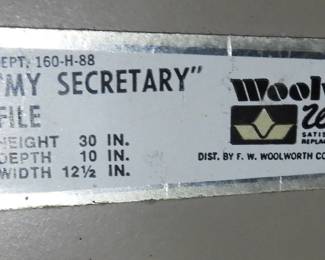 EPT. 160-H-88
"MY SECRETARY"
FILE
HEIGHT 30 IN.
DEPTH 10 IN.
WIDTH 12½ IN.
Woolw
SATIS
REPLAC
DIST. BY F. W. WOOLWORTH CO